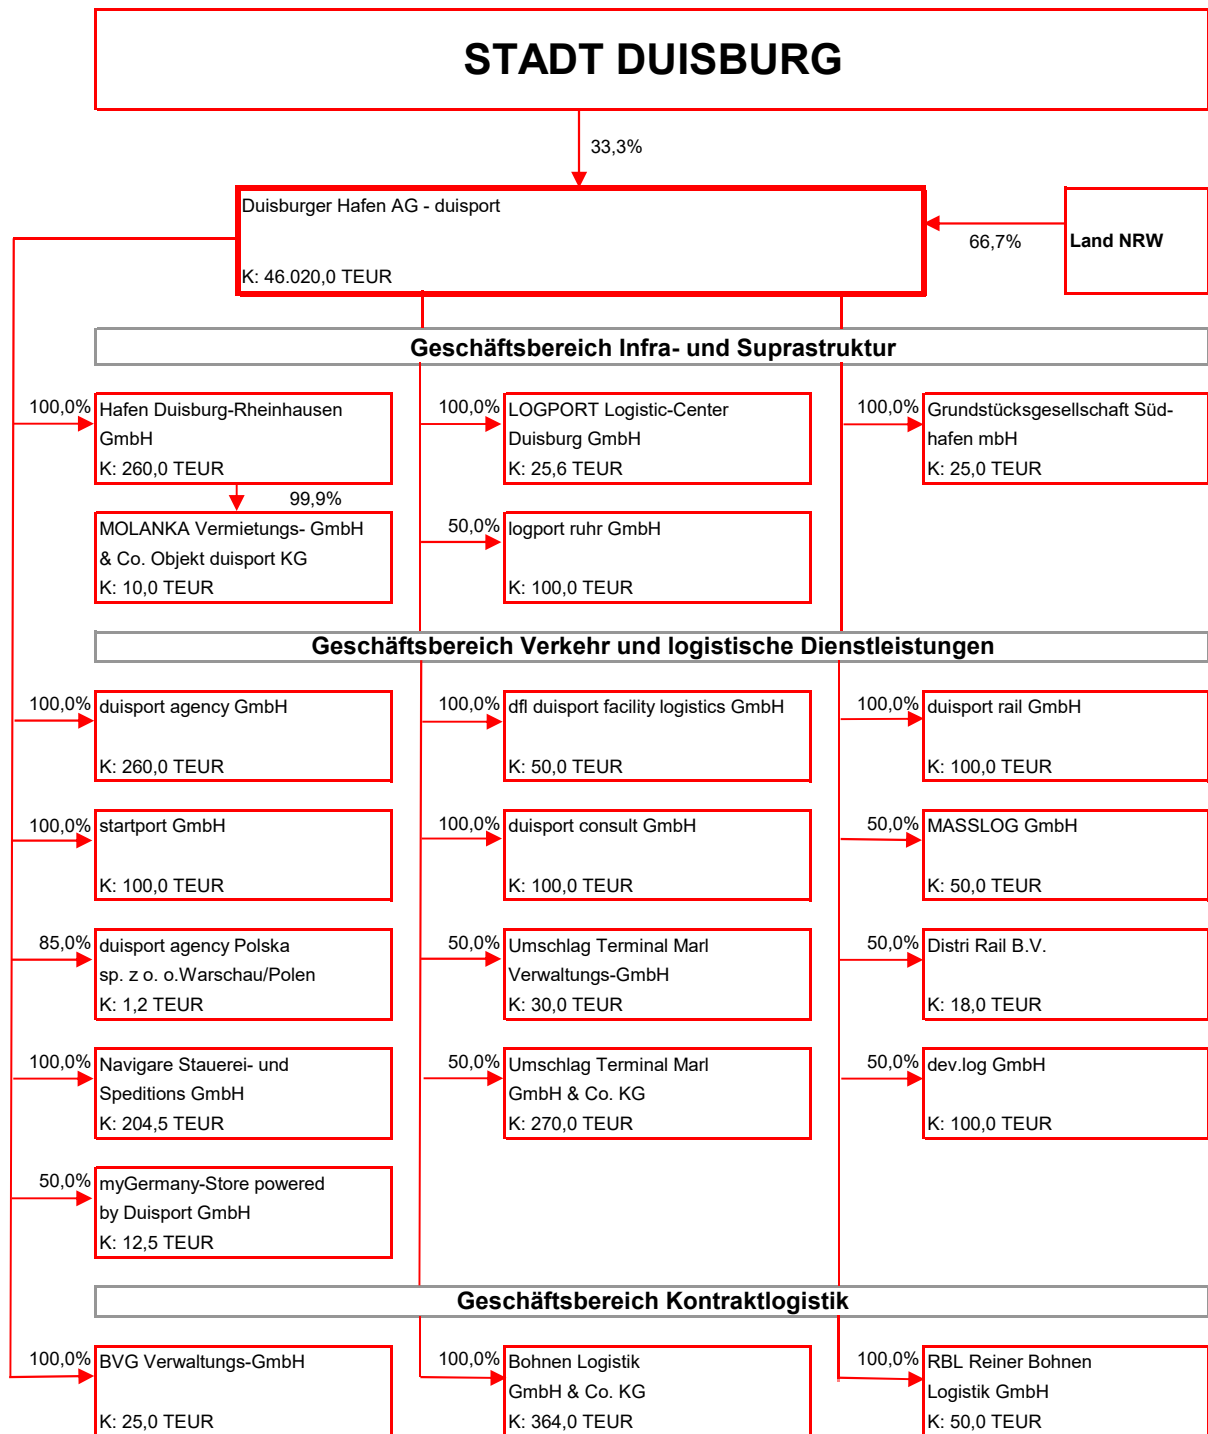 STADT DUISBURG
33,3%
Duisburger Hafen AG - duisport
K: 46.020,0 TEUR
66,7%
Land NRW
Geschäftsbereich Infra- und Suprastruktur
100,0%
Hafen Duisburg-Rheinhausen
GmbH
K: 260,0 TEUR
100,0%
LOGPORT Logistic-Center
Duisburg GmbH
K: 25,6 TEUR
100,0%
Grundstücksgesellschaft Süd-
hafen mbH
K: 25,0 TEUR
99,9%
MOLANKA Vermietungs- GmbH
& Co. Objekt duisport KG
K: 10,0 TEUR
50,0%
logport ruhr GmbH
K: 100,0 TEUR
Geschäftsbereich Verkehr und logistische Dienstleistungen
100,0%
duisport agency GmbH
K: 260,0 TEUR
100,0%
dfl duisport facility logistics GmbH
K: 50,0 TEUR
100,0%
duisport rail GmbH
K: 100,0 TEUR
100,0%
startport GmbH
K: 100,0 TEUR
100,0%
duisport consult GmbH
K: 100,0 TEUR
50,0%
MASSLOG GmbH
K: 50,0 TEUR
85,0%
duisport agency Polska
sp. z o. o.Warschau/Polen
K: 1,2 TEUR
50,0%
Umschlag Terminal Marl
Verwaltungs-GmbH
K: 30,0 TEUR
50,0%
Distri Rail B.V.
K: 18,0 TEUR
100,0%
Navigare Stauerei- und
Speditions GmbH
K: 204,5 TEUR
50,0%
Umschlag Terminal Marl
GmbH & Co. KG
K: 270,0 TEUR
50,0%
dev.log GmbH
K: 100,0 TEUR
50,0%
myGermany-Store powered
by Duisport GmbH
K: 12,5 TEUR
Geschäftsbereich Kontraktlogistik
100,0%
BVG Verwaltungs-GmbH
K: 25,0 TEUR
100,0%
Bohnen Logistik
GmbH & Co. KG
K: 364,0 TEUR
100,0%
RBL Reiner Bohnen
Logistik GmbH
K: 50,0 TEUR